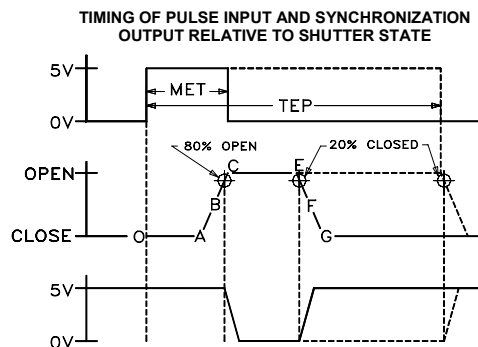 TIMING OF PULSE INPUT AND SYNCHRONIZATION
OUTPUT RELATIVE TO SHUTTER STATE
5V
MET
TEP
0V
80% OPEN
C
E
20% CLOSED
OPEN
B
F
CLOSE
O
A
G
5V
0V